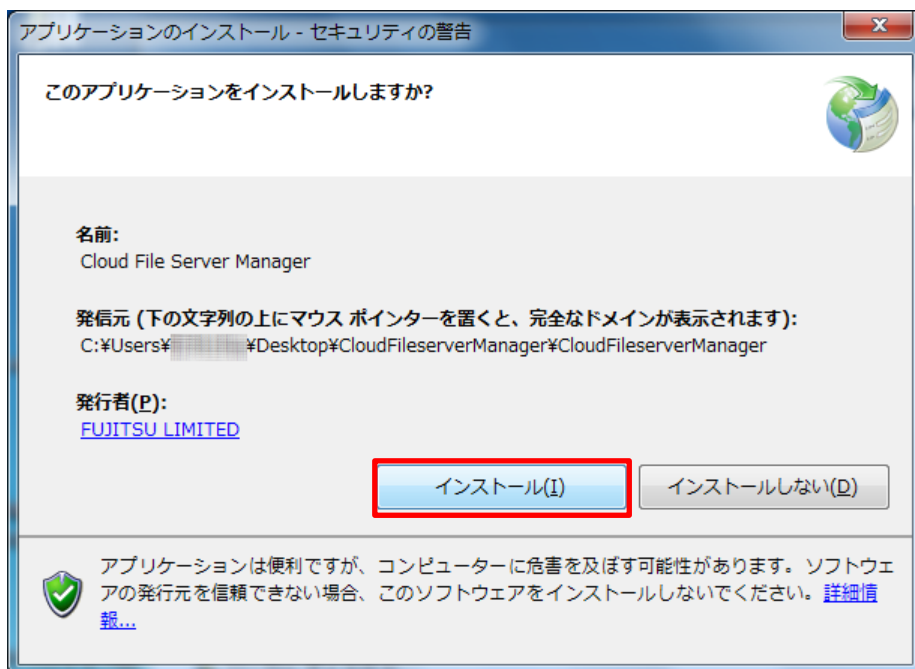 アプリケーションのインストール - セキュリティの警告
このアプリケーションをインストールしますか?
名前:
Cloud File Server Manager
発信元 (下の文字列の上にマウス ポインターを置くと、完全なドメインが表示されます):
C:¥Users¥ ¥Desktop¥CloudFileserverManager¥CloudFileserverManager
発行者(P):
FUJITSU LIMITED
インストール(I) インストールしない(D)
アプリケーションは便利ですが、コンピューターに危害を及ぼす可能性があります。ソフトウェ
アの発行元を信頼できない場合、このソフトウェアをインストールしないでください。詳細情
報...